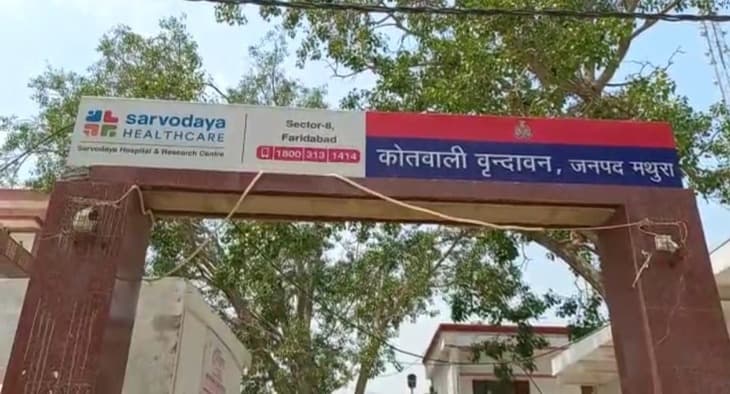 sarvodaya
HEALTHCARE
Sarvodaya Hospital & Research Centre
Sector-8,
Faridabad
1800 313 1414
कोतवाली वृन्दावन, जनपद मथुरा